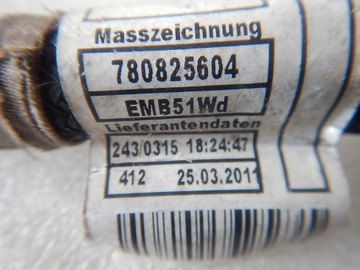 Masszeichnung
780825604
EMB51Wd
Lieferantendaten
243/0315 18:24:47
412 25.03.2011